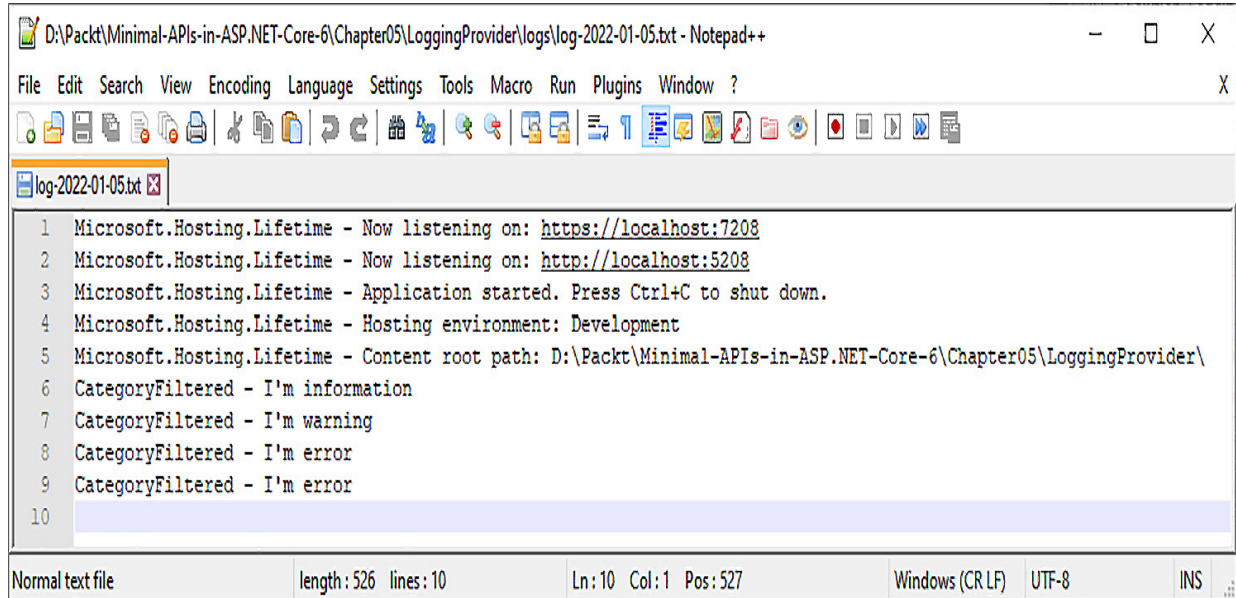 D:\Packt\Minimal-APIs-in-ASP.NET-Core-6\Chapter05\LoggingProvider\logs\log-2022-01-05.txt - Notepad++
File Edit Search View Encoding Language Settings Tools Macro Run Plugins Window ? X
log-2022-01-05.txt
1 Microsoft.Hosting.Lifetime - Now listening on: https://localhost:7208
2 Microsoft.Hosting.Lifetime - Now listening on: http://localhost:5208
3 Microsoft.Hosting.Lifetime - Application started. Press Ctrl+C to shut down.
4 Microsoft.Hosting.Lifetime - Hosting environment: Development
5 Microsoft.Hosting.Lifetime - Content root path: D:\Packt\Minimal-APIs-in-ASP.NET-Core-6\Chapter05\LoggingProvider\
6 CategoryFiltered - I'm information
7 CategoryFiltered - I'm warning
8 CategoryFiltered - I'm error
9 CategoryFiltered - I'm error
10
Normal text file length : 526 lines : 10 Ln : 10 Col : 1 Pos : 527 Windows (CR LF) UTF-8 INS